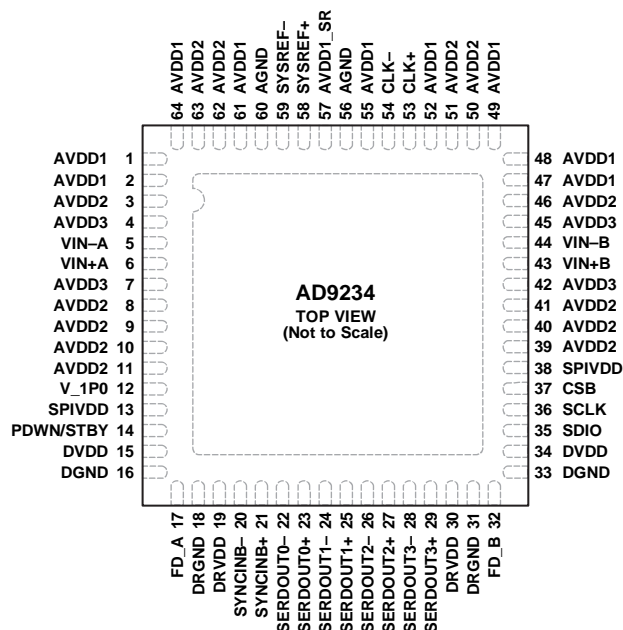 64 AVDD1
63 AVDD2
62 AVDD2
61 AVDD1
60 AGND
59 SYSREF–
58 SYSREF+
57 AVDD1_SR
56 AGND
55 AVDD1
54 CLK–
53 CLK+
52 AVDD1
51 AVDD2
50 AVDD2
49 AVDD1
AVDD1 1
AVDD1 2
AVDD2 3
AVDD3 4
VIN–A 5
VIN+A 6
AVDD3 7
AVDD2 8
AVDD2 9
AVDD2 10
AVDD2 11
V_1P0 12
SPIVDD 13
PDWN/STBY 14
DVDD 15
DGND 16
AD9234
TOP VIEW
(Not to Scale)
48 AVDD1
47 AVDD1
46 AVDD2
45 AVDD3
44 VIN–B
43 VIN+B
42 AVDD3
41 AVDD2
40 AVDD2
39 AVDD2
38 SPIVDD
37 CSB
36 SCLK
35 SDIO
34 DVDD
33 DGND
FD_A 17
DRGND 18
DRVDD 19
SYNCINB– 20
SYNCINB+ 21
SERDOUT0– 22
SERDOUT0+ 23
SERDOUT1– 24
SERDOUT1+ 25
SERDOUT2– 26
SERDOUT2+ 27
SERDOUT3– 28
SERDOUT3+ 29
DRVDD 30
DRGND 31
FD_B 32